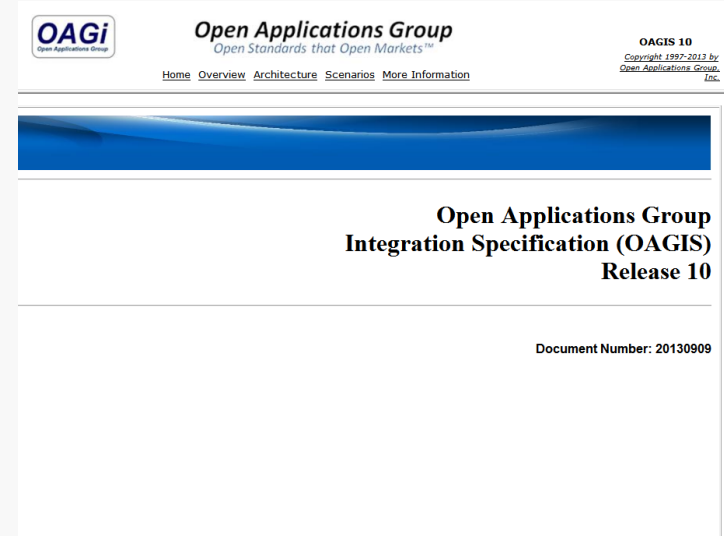 OAGi
Open Applications Group
Open Applications Group
Open Standards that Open Markets™
Home Overview Architecture Scenarios More Information
OAGIS 10
Copyright 1997-2013 by
Open Applications Group,
Inc.
Open Applications Group
Integration Specification (OAGIS)
Release 10
Document Number: 20130909